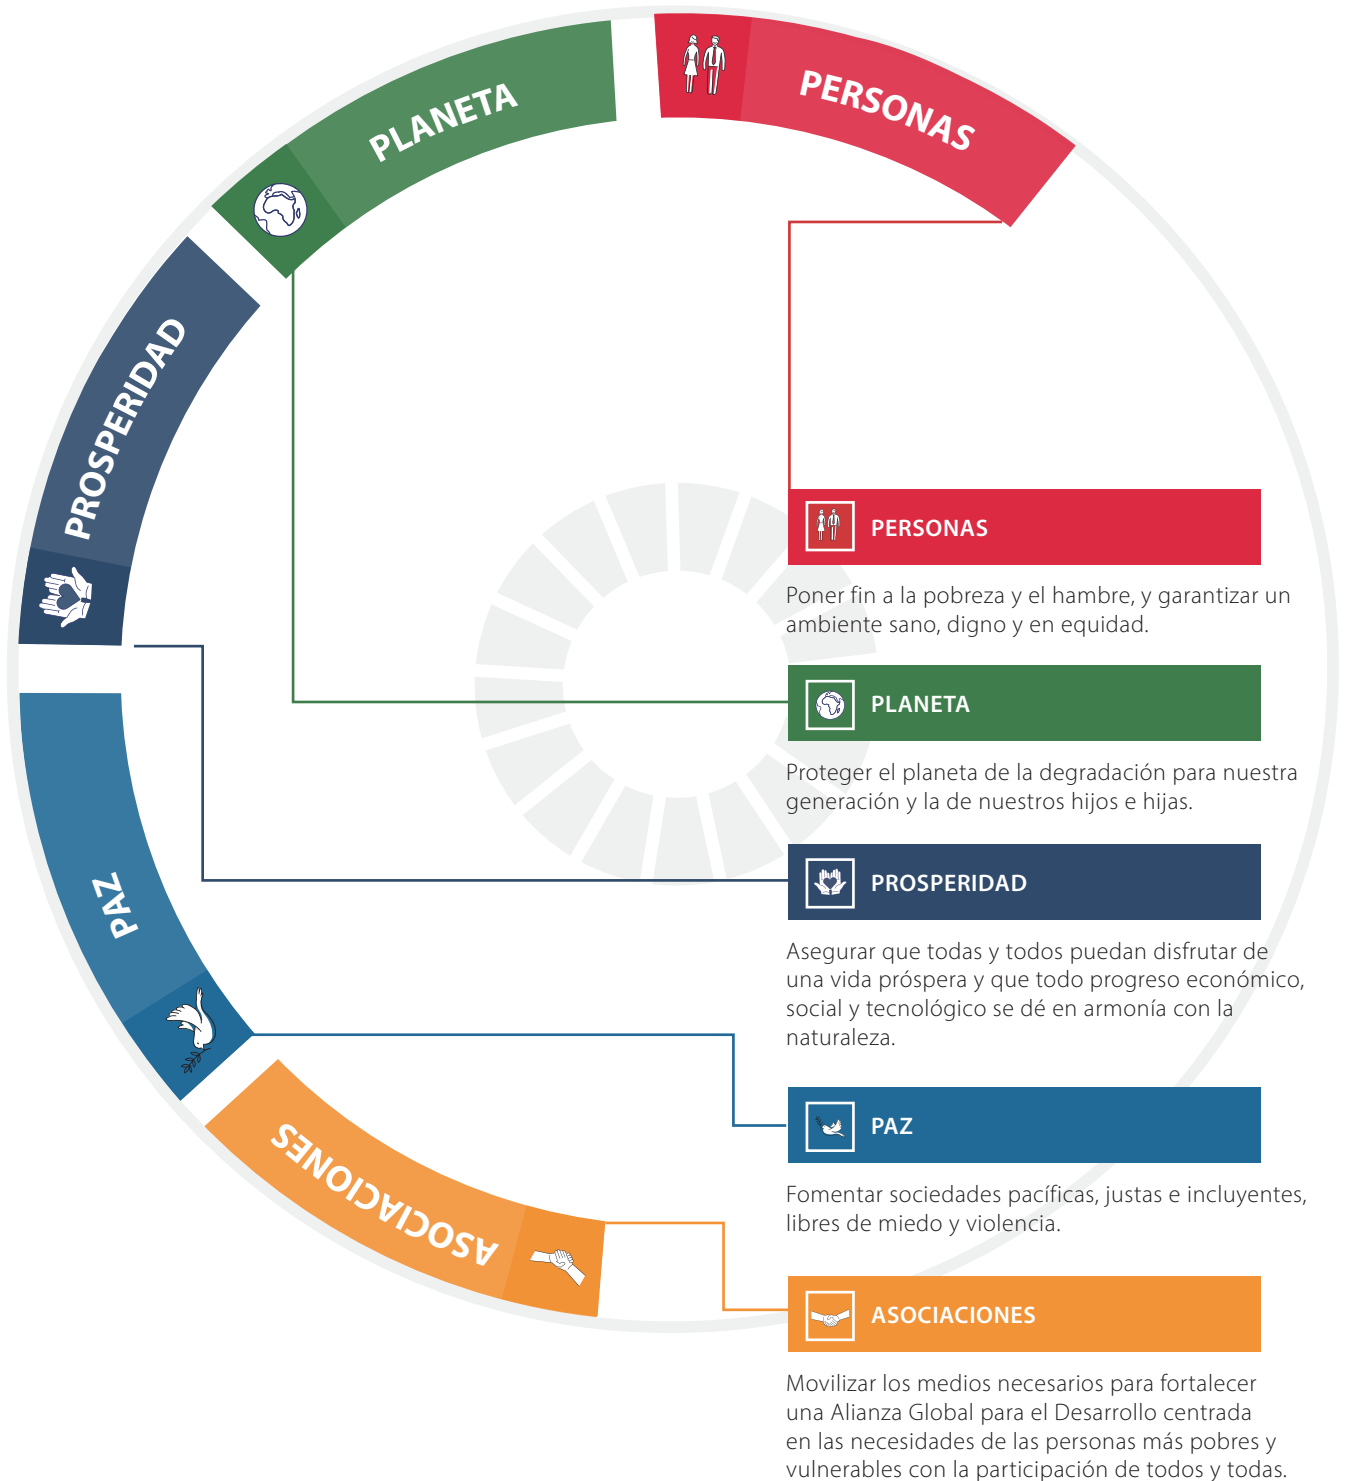 PERSONAS
PLANETA
PROSPERIDAD
PAZ
ASOCIACIONES
PERSONAS
Poner fin a la pobreza y el hambre, y garantizar un
ambiente sano, digno y en equidad.
PLANETA
Proteger el planeta de la degradación para nuestra
generación y la de nuestros hijos e hijas.
PROSPERIDAD
Asegurar que todas y todos puedan disfrutar de
una vida próspera y que todo progreso económico,
social y tecnológico se dé en armonía con la
naturaleza.
PAZ
Fomentar sociedades pacíficas, justas e incluyentes,
libres de miedo y violencia.
ASOCIACIONES
Movilizar los medios necesarios para fortalecer
una Alianza Global para el Desarrollo centrada
en las necesidades de las personas más pobres y
vulnerables con la participación de todos y todas.